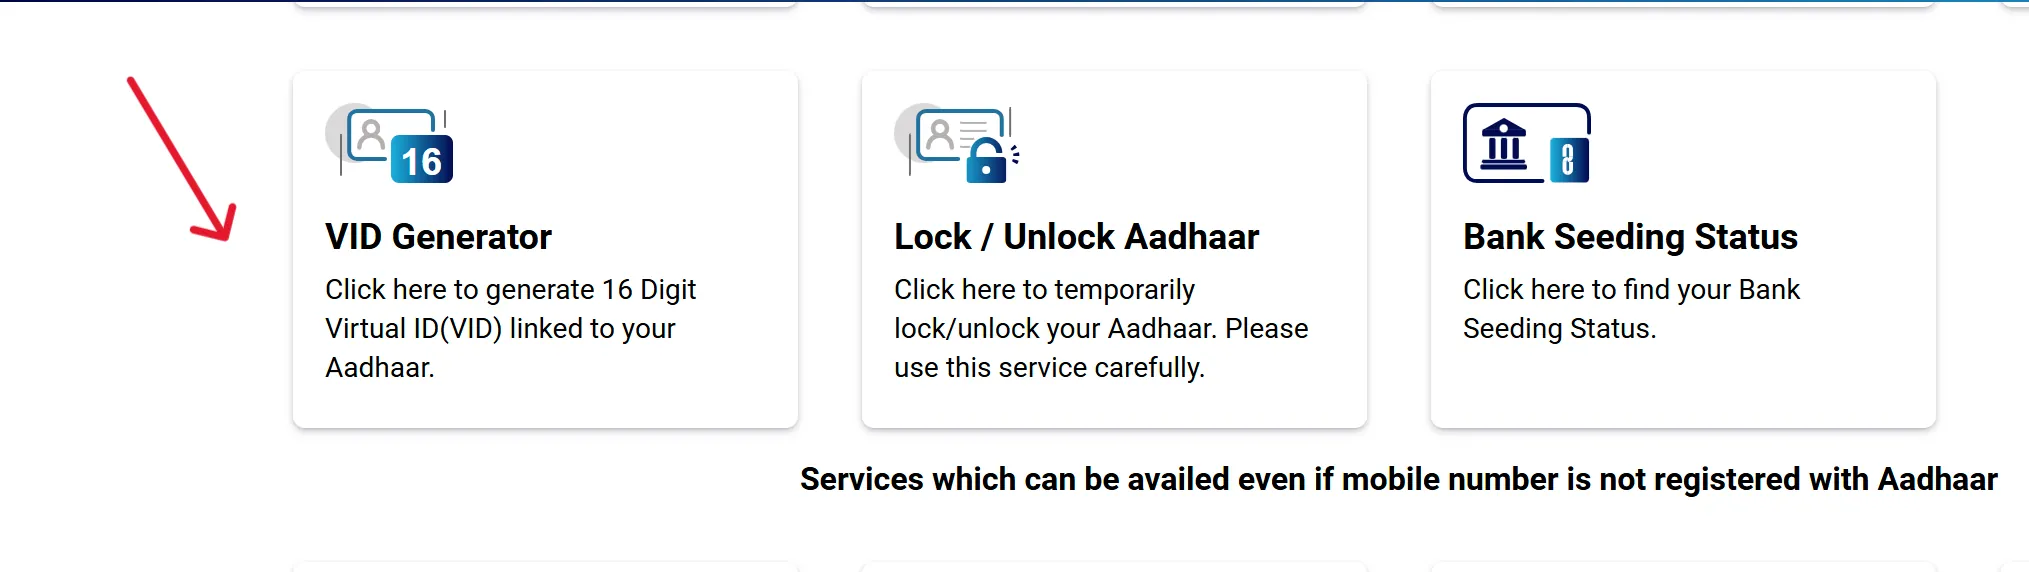 16
VID Generator
Click here to generate 16 Digit
Virtual ID(VID) linked to your
Aadhaar.
Lock / Unlock Aadhaar
Click here to temporarily
lock/unlock your Aadhaar. Please
use this service carefully.
Bank Seeding Status
Click here to find your Bank
Seeding Status.
Services which can be availed even if mobile number is not registered with Aadhaar